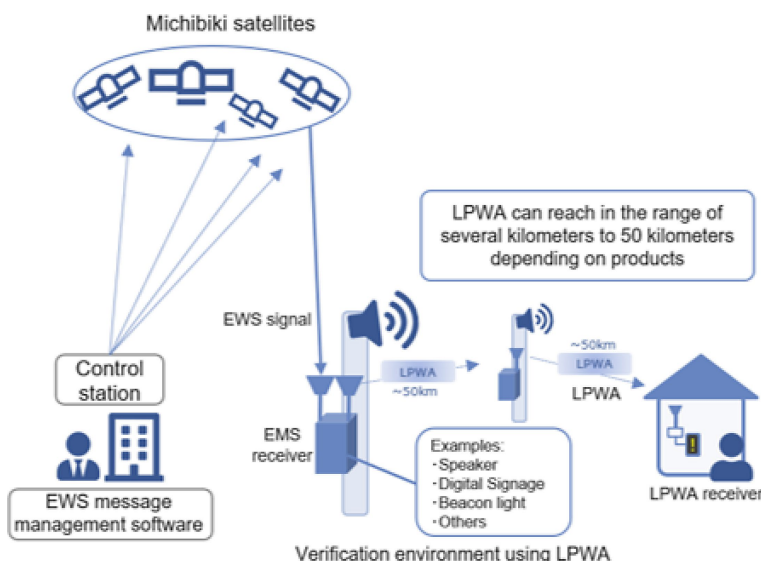 Michibiki satellites
LPWA can reach in the range of
several kilometers to 50 kilometers
depending on products
EWS signal
Control
station
EWS message
management software
EMS
receiver
LPWA
~50km
~50km
LPWA
LPWA
Examples:
・Speaker
・Digital Signage
・Beacon light
・Others
LPWA receiver
Verification environment using LPWA